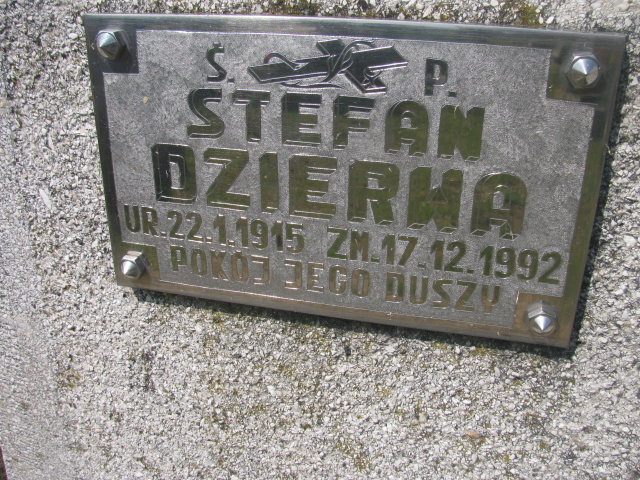 Ś. P.
STEFAN
DZIERWA
UR.22.1.1915 ZM.17.12.1992
POKÓJ JEGO DUSZY